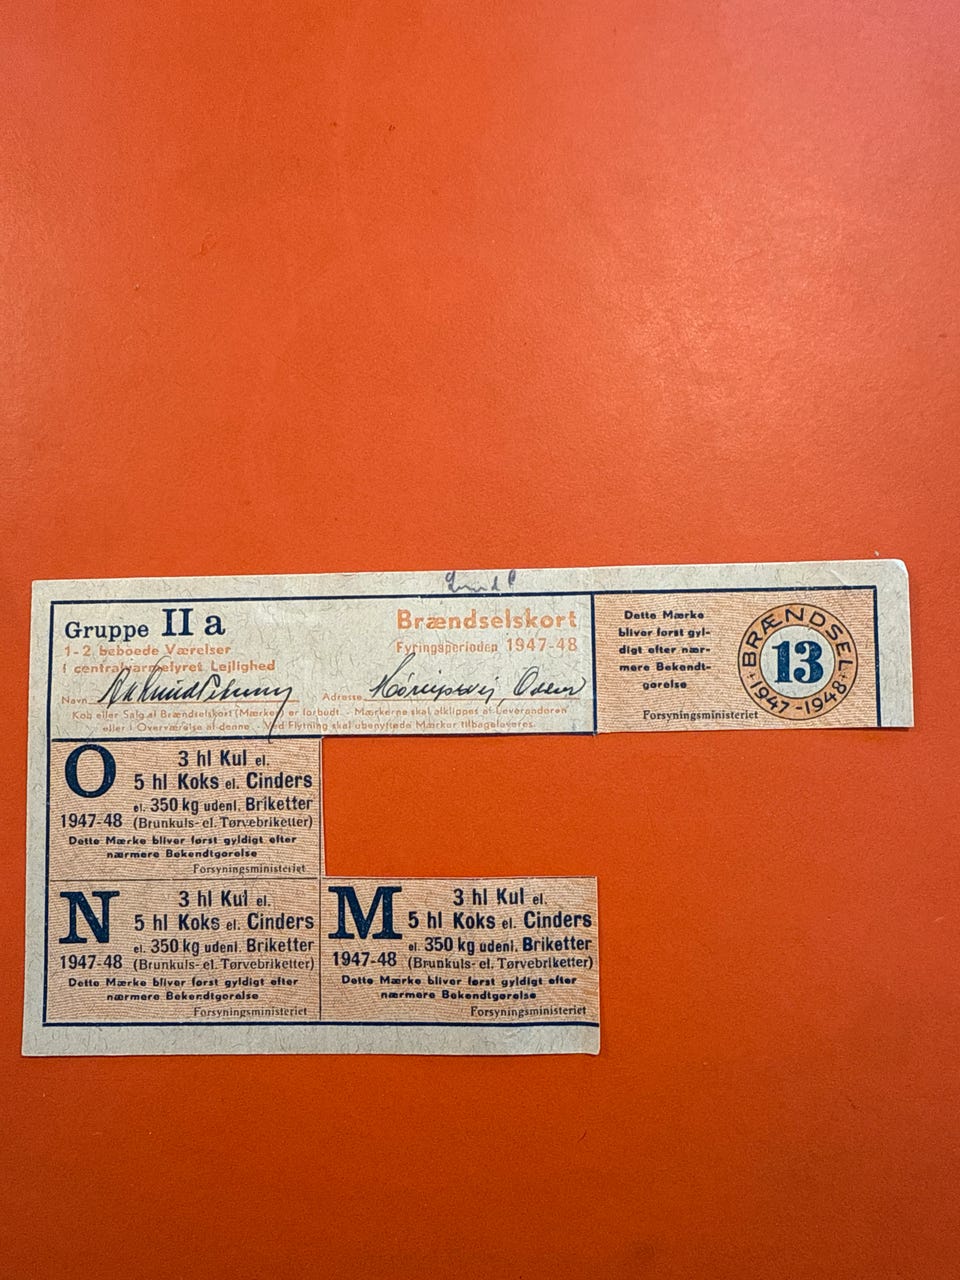 Gruppe II a
1-2 beboede Værelser
i centralvarmefyret Lejlighed
Brændselskort
Fyringsperioden 1947-48
Navn
Adresse
Køb eller Salg af Brændselskort (Mærker) er forbudt. - Mærkerne skal afklippes af Leverandøren
eller i Overværelse af denne - Ved Flytning skal ubenyttede Mærker tilbageleveres.
Dette Mærke
bliver først gyl-
digt efter nær-
mere Bekendt-
gørelse
Forsyningsministeriet
BRÆNDSEL
13
1947-1948
O
3 hl Kul el.
5 hl Koks el. Cinders
el. 350 kg udenl. Briketter
1947-48 (Brunkuls- el. Tørvebriketter)
Dette Mærke bliver først gyldigt efter
nærmere Bekendtgørelse
Forsyningsministeriet
N
3 hl Kul el.
5 hl Koks el. Cinders
el. 350 kg udenl. Briketter
1947-48 (Brunkuls- el. Tørvebriketter)
Dette Mærke bliver først gyldigt efter
nærmere Bekendtgørelse
Forsyningsministeriet
M
3 hl Kul el.
5 hl Koks el. Cinders
el. 350 kg udenl. Briketter
1947-48 (Brunkuls- el. Tørvebriketter)
Dette Mærke bliver først gyldigt efter
nærmere Bekendtgørelse
Forsyningsministeriet